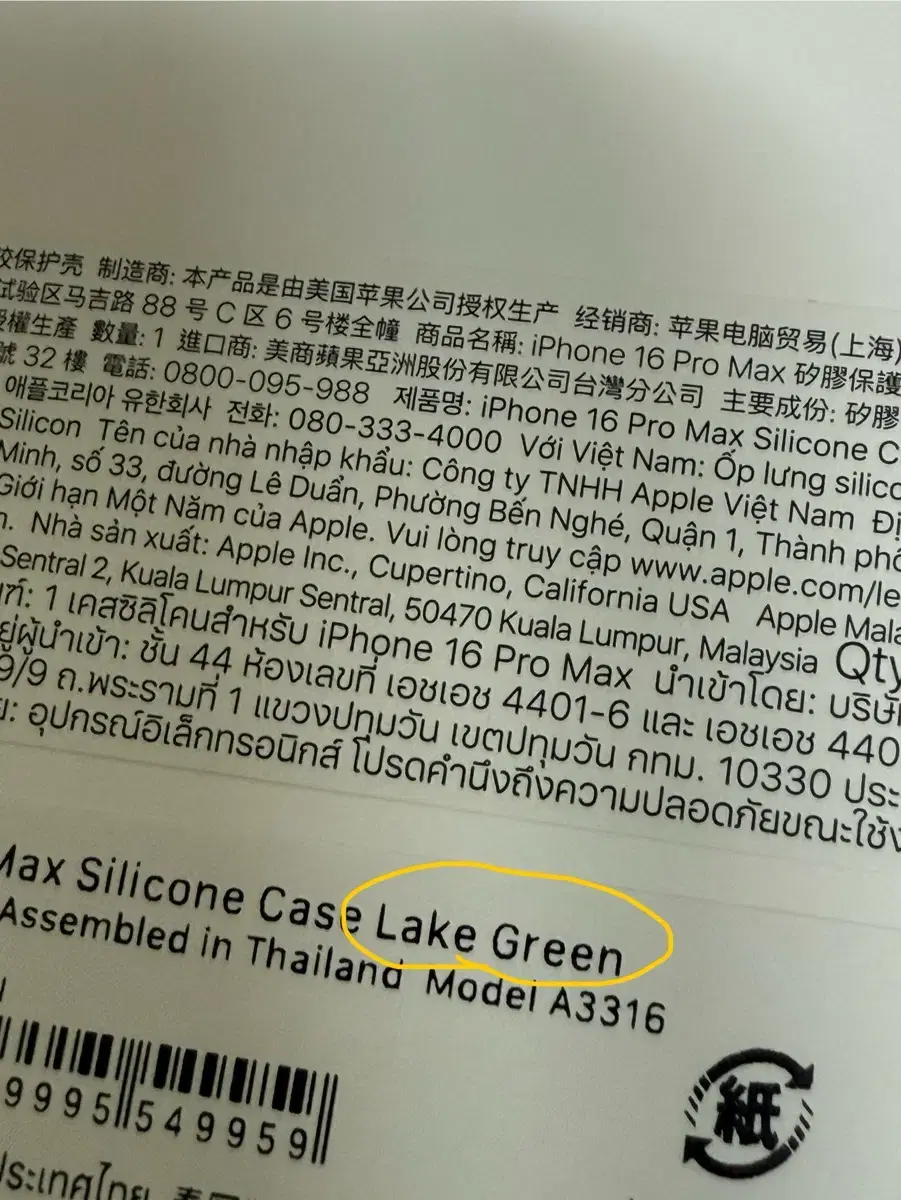 保护壳 制造商: 本产品是由美国苹果公司授权生产 经销商: 苹果电脑贸易(上海)
试验区马吉路 88 号 C 区 6 号楼全幢 商品名稱: iPhone 16 Pro Max 矽膠保護
授權生產 數量: 1 進口商: 美商蘋果亞洲股份有限公司台灣分公司 主要成份: 矽膠
號 32 樓 電話: 0800-095-988 제품명: iPhone 16 Pro Max Silicone C
애플코리아 유한회사 전화: 080-333-4000 Với Việt Nam: Ốp lưng silico
Silicon Tên của nhà nhập khẩu: Công ty TNHH Apple Việt Nam Đị
Minh, số 33, đường Lê Duẩn, Phường Bến Nghé, Quận 1, Thành phố
Giới hạn Một Năm của Apple. Vui lòng truy cập www.apple.com/le
n. Nhà sản xuất: Apple Inc., Cupertino, California USA Apple Mala
Sentral 2, Kuala Lumpur Sentral, 50470 Kuala Lumpur, Malaysia Qty
ฑ์: 1 เคสซิลิโคนสำหรับ iPhone 16 Pro Max นำเข้าโดย: บริษั
ยู่ผู้นำเข้า: ชั้น 44 ห้องเลขที่ เอชเอช 4401-6 และ เอชเอช 440
9/9 ถ.พระรามที่ 1 แขวงปทุมวัน เขตปทุมวัน กทม. 10330 ประ
ย: อุปกรณ์อิเล็กทรอนิกส์ โปรดคำนึงถึงความปลอดภัยขณะใช้ง
Max Silicone Case Lake Green
Assembled in Thailand Model A3316
9995 549959
ประเทศไทย
紙